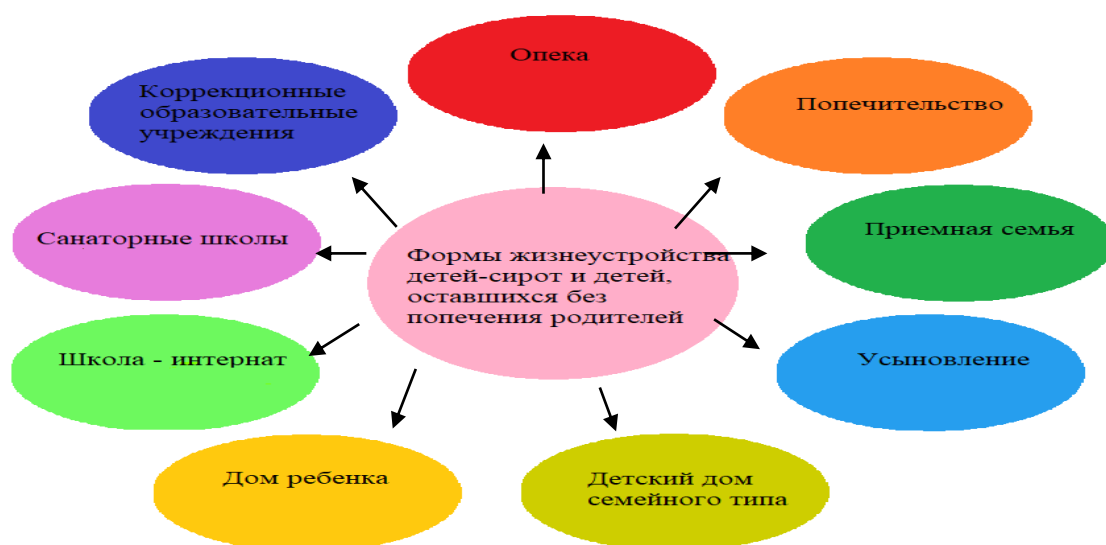 Опека
Коррекционные
образовательные
учреждения
Попечительство
Санаторные школы
Приемная семья
Формы жизнеустройства
детей-сирот и детей,
оставшихся без
попечения родителей
Школа - интернат
Усыновление
Дом ребенка
Детский дом
семейного типа